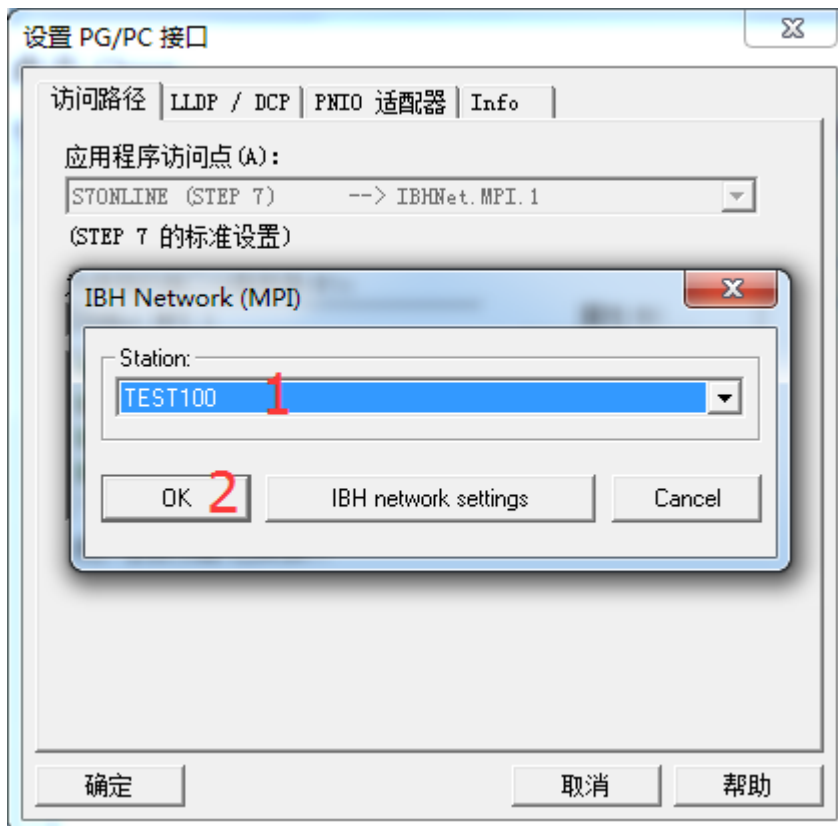 设置 PG/PC 接口
访问路径 LLDP / DCP PNIO 适配器 Info
应用程序访问点(A):
S7ONLINE (STEP 7) --> IBHNet.MPI.1
(STEP 7 的标准设置)
IBH Network (MPI)
Station:
TEST100 1
OK 2 IBH network settings Cancel
确定 取消 帮助